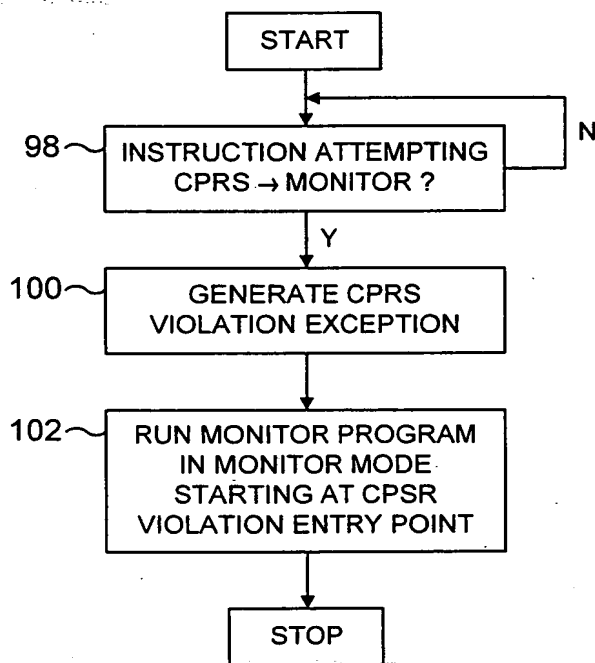 START
N
98
INSTRUCTION ATTEMPTING
CPRS → MONITOR ?
Y
100
GENERATE CPRS
VIOLATION EXCEPTION
102
RUN MONITOR PROGRAM
IN MONITOR MODE
STARTING AT CPSR
VIOLATION ENTRY POINT
STOP